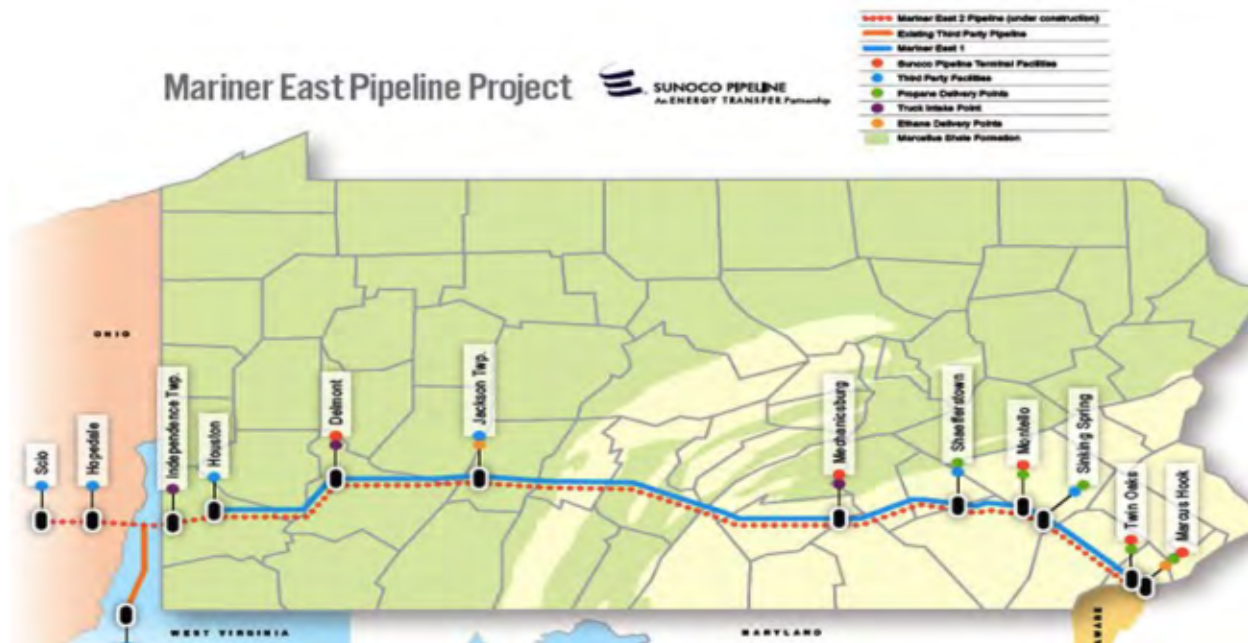 Mariner East 2 Pipeline (under construction)
Existing Third Party Pipeline
Mariner East 1
Sunoco Pipeline Terminal Facilities
Third Party Facilities
Propane Delivery Points
Truck Intake Point
Ethane Delivery Points
Marcellus Shale Formation
Mariner East Pipeline Project
SUNOCO PIPELINE
An ENERGY TRANSFER Partnership
OHIO
Scio
Hopedale
Independence Twp.
Houston
Delmont
Jackson Twp.
Mechanicsburg
Shaefferstown
Montello
Sinking Spring
Twin Oaks
Marcus Hook
WEST VIRGINIA
MARYLAND